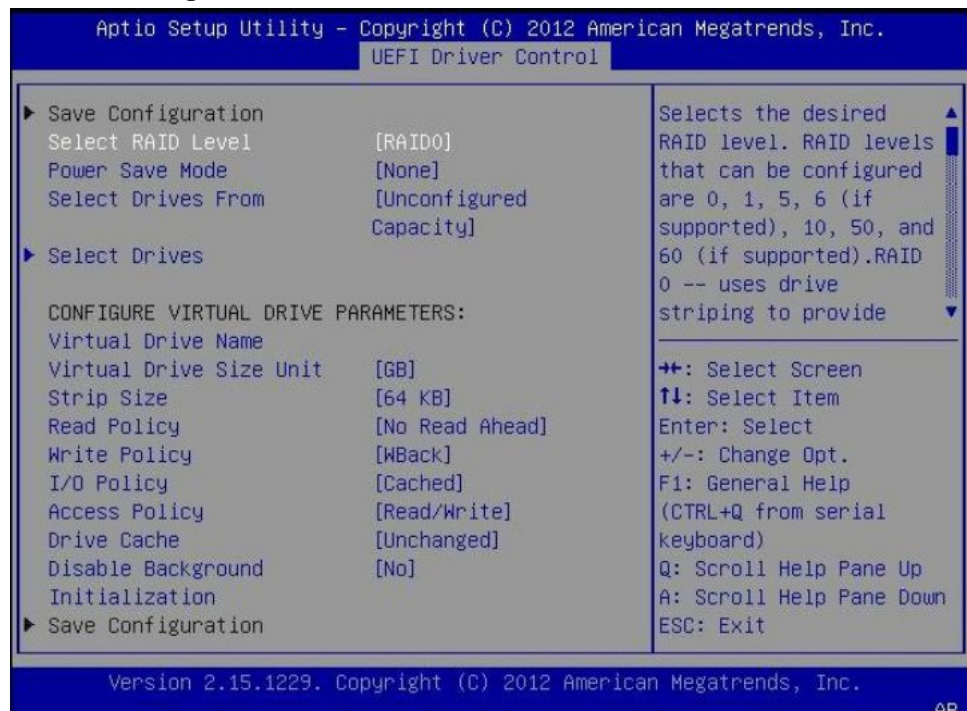 Aptio Setup Utility – Copyright (C) 2012 American Megatrends, Inc.
UEFI Driver Control
▶ Save Configuration
Select RAID Level [RAID0]
Power Save Mode [None]
Select Drives From [Unconfigured
Capacity]
▶ Select Drives
CONFIGURE VIRTUAL DRIVE PARAMETERS:
Virtual Drive Name
Virtual Drive Size Unit [GB]
Strip Size [64 KB]
Read Policy [No Read Ahead]
Write Policy [WBack]
I/O Policy [Cached]
Access Policy [Read/Write]
Drive Cache [Unchanged]
Disable Background [No]
Initialization
▶ Save Configuration
Selects the desired
RAID level. RAID levels
that can be configured
are 0, 1, 5, 6 (if
supported), 10, 50, and
60 (if supported).RAID
0 -- uses drive
striping to provide
→←: Select Screen
↑↓: Select Item
Enter: Select
+/-: Change Opt.
F1: General Help
(CTRL+Q from serial
keyboard)
Q: Scroll Help Pane Up
A: Scroll Help Pane Down
ESC: Exit
Version 2.15.1229. Copyright (C) 2012 American Megatrends, Inc.